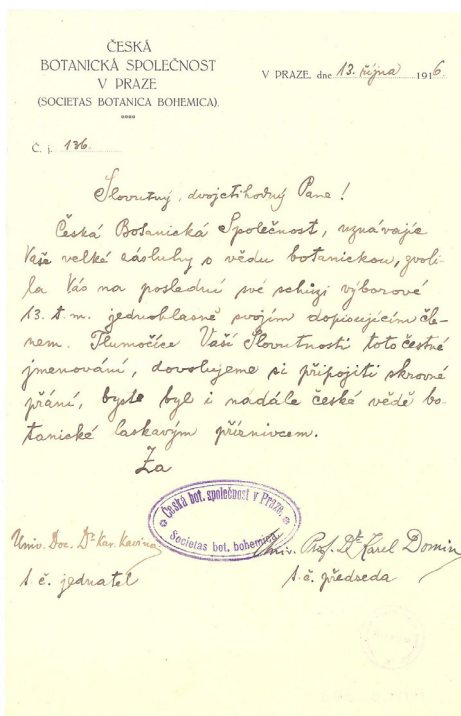 ČESKÁ
BOTANICKÁ SPOLEČNOST
V PRAZE
(SOCIETAS BOTANICA BOHEMICA).
V PRAZE, dne 13. října 1916.
Č. j. 136.
Slovutný, dvojctihodný Pane!
Česká Botanická Společnost, uznávajíc
Vaše velké zásluhy o vědu botanickou, zvoli-
la Vás na poslední své schůzi výborové
13. t. m. jednohlasně svojím dopisujícím čle-
nem. Tlumočíce Vaší Slovutnosti toto čestné
jmenování, dovolujeme si připojiti skrovné
přání, byste byl i nadále české vědě bo-
tanické laskavým příznivcem.
Za
Česká bot. společnost v Praze.
Societas bot. bohemica.
Univ. Doc. Dr. Kar. Kavina
t. č. jednatel
Univ. Prof. Dr. Karel Domin
t. č. předseda